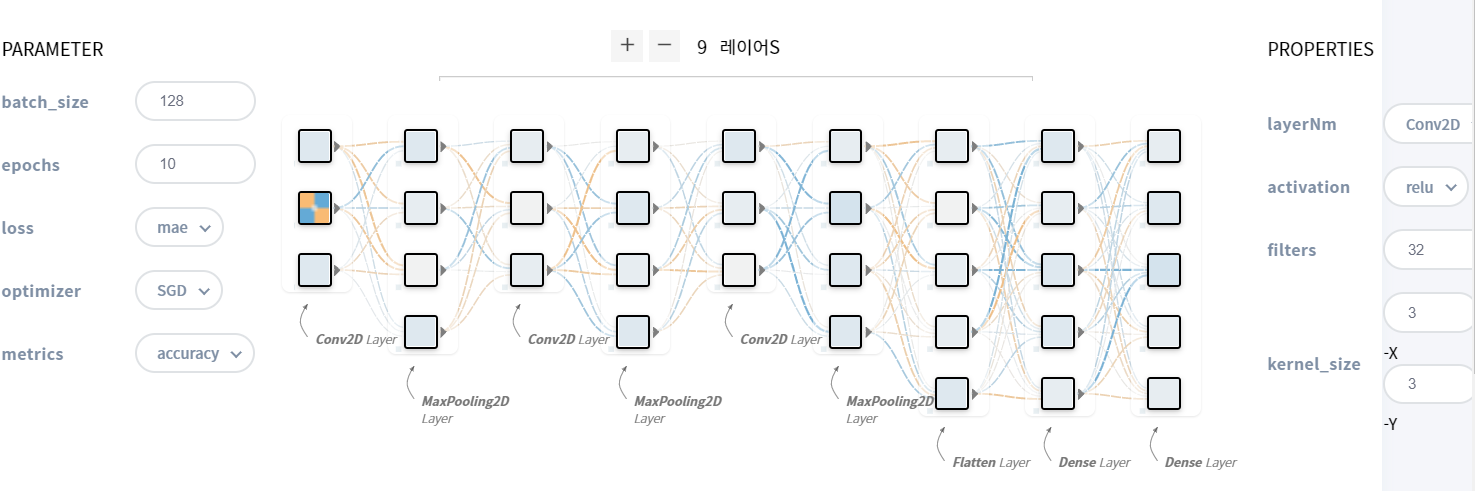 PARAMETER
batch_size 128
epochs 10
loss mae
optimizer SGD
metrics accuracy
+ − 9 레이어S
Conv2D Layer
MaxPooling2D
Layer
Conv2D Layer
MaxPooling2D
Layer
Conv2D Layer
MaxPooling2D
Layer
Flatten Layer
Dense Layer
Dense Layer
PROPERTIES
layerNm Conv2D
activation relu
filters 32
kernel_size
3
-X
3
-Y